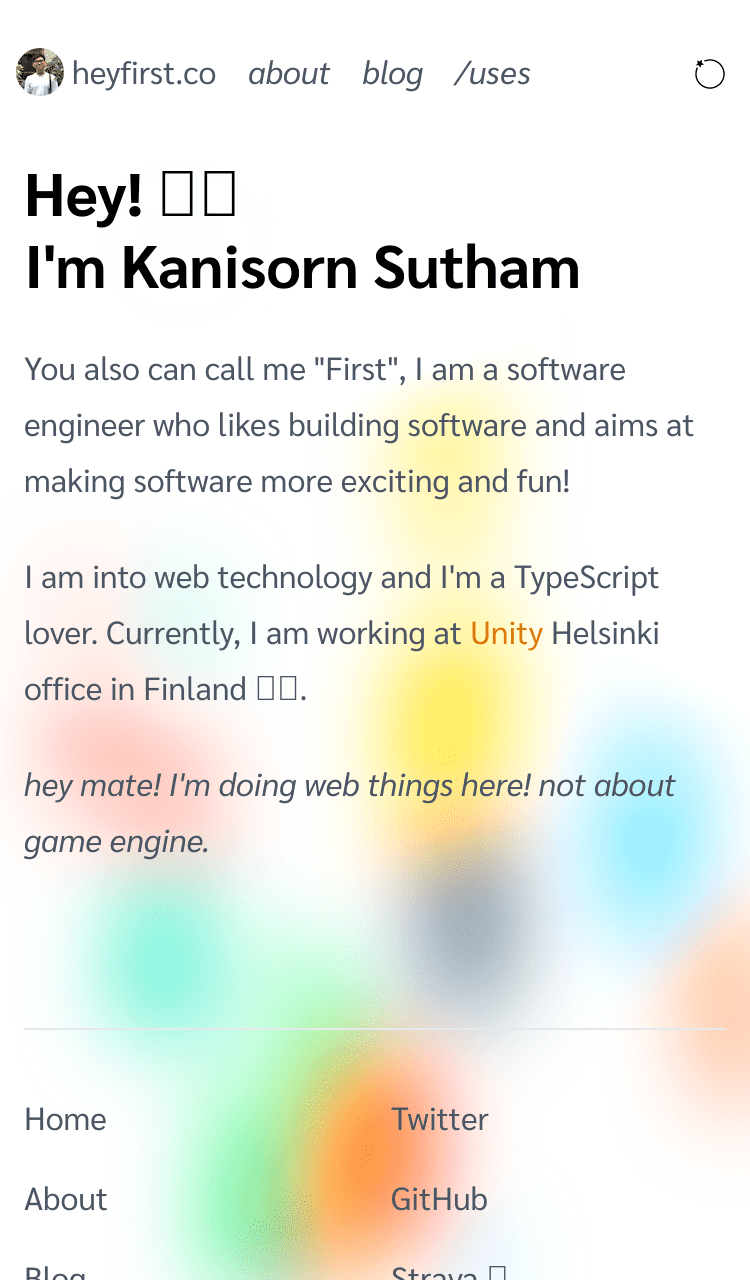 heyfirst.co about blog /uses
Hey! 
I'm Kanisorn Sutham
You also can call me "First", I am a software
engineer who likes building software and aims at
making software more exciting and fun!
I am into web technology and I'm a TypeScript
lover. Currently, I am working at Unity Helsinki
office in Finland .
hey mate! I'm doing web things here! not about
game engine.
Home Twitter
About GitHub
Blog Strava